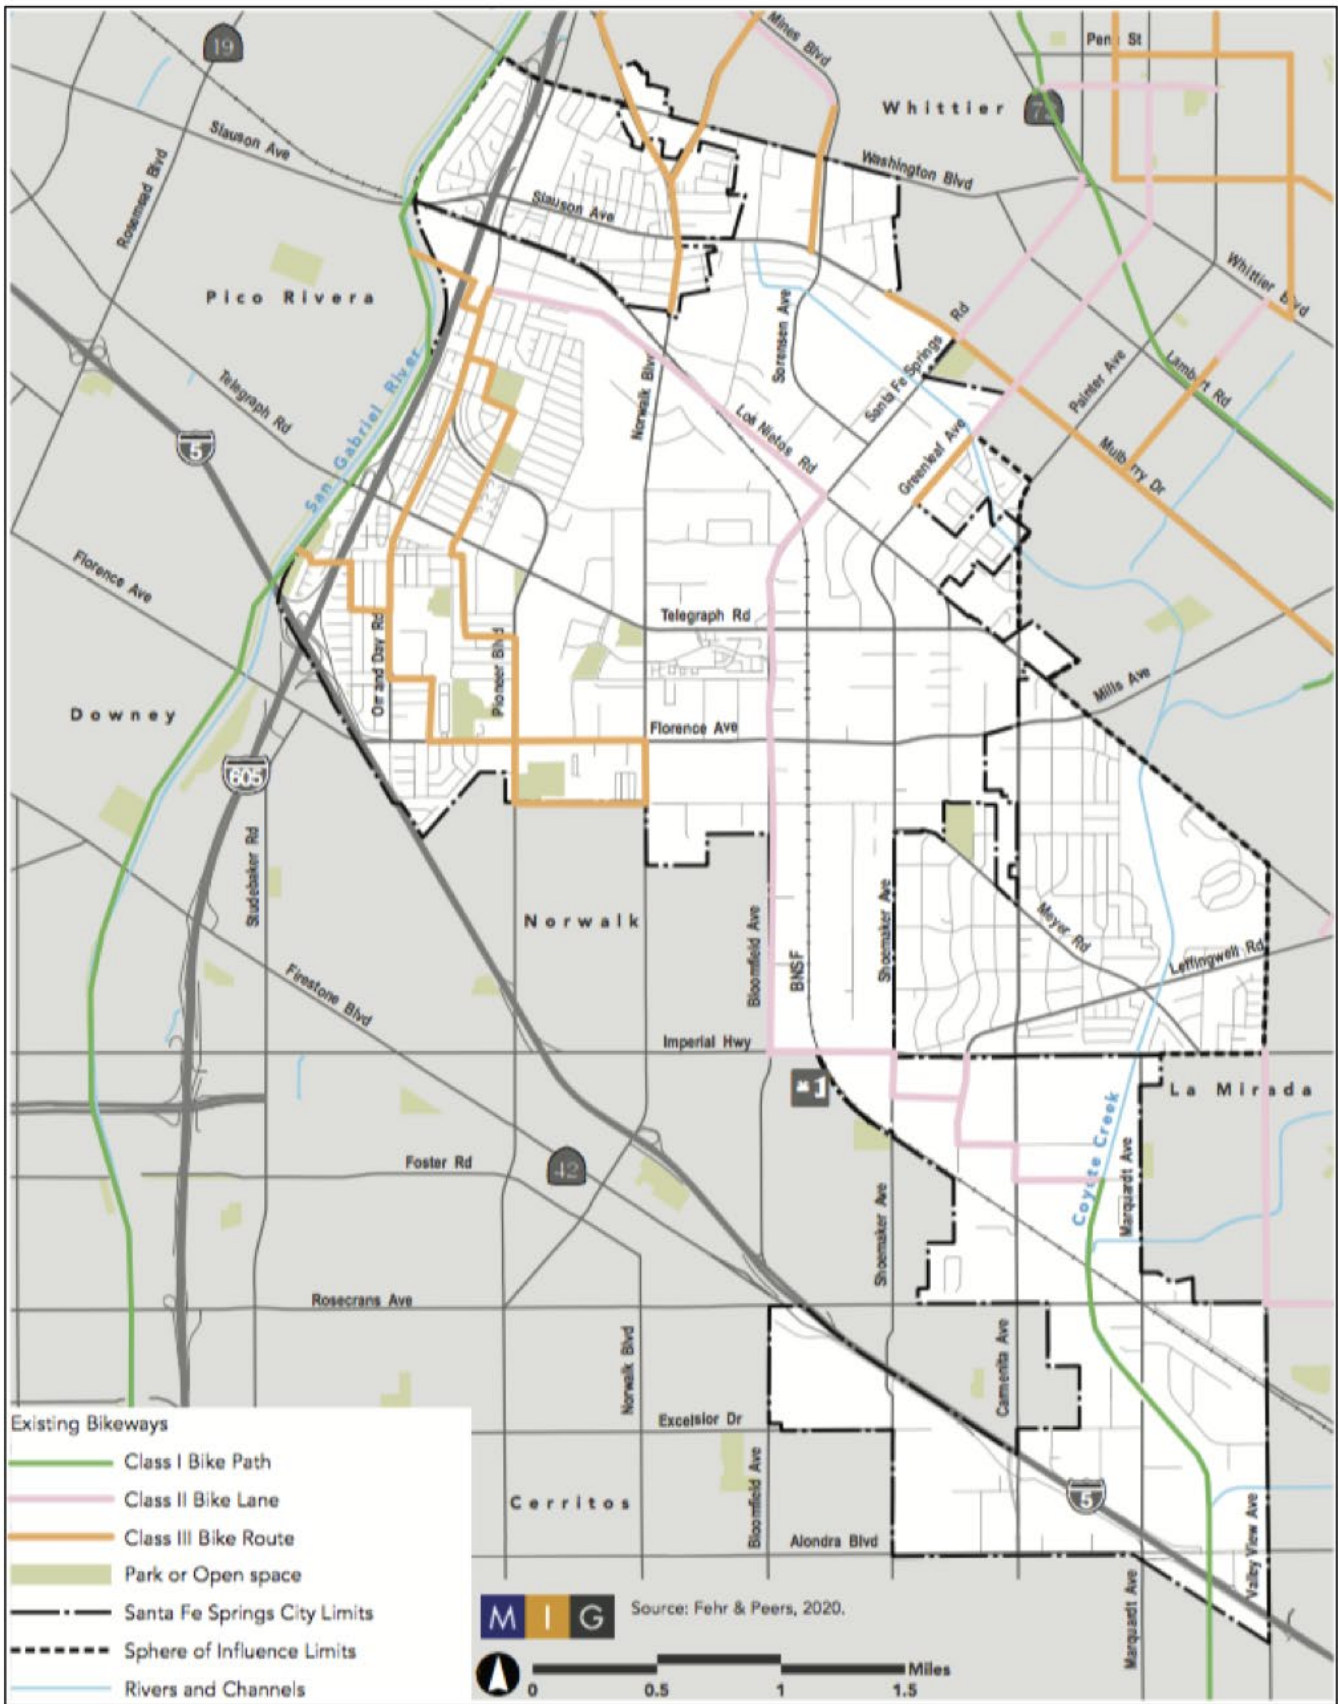 Mines Blvd
Penn St
19
Whittier
72
Slauson Ave
Washington Blvd
Rosemead Blvd
Slauson Ave
Whittier Blvd
Pico Rivera
Sorensen Ave
Santa Fe Springs Rd
Painter Ave
Lambert Rd
San Gabriel River
Telegraph Rd
Norwalk Blvd
Los Nietos Rd
Greenleaf Ave
Mulberry Dr
5
Florence Ave
Telegraph Rd
Orr and Day Rd
Pioneer Blvd
Mills Ave
Downey
Florence Ave
605
Studebaker Rd
Norwalk
Bloomfield Ave
BNSF
Shoemaker Ave
Meyer Rd
Leffingwell Rd
Firestone Blvd
Imperial Hwy
1
La Mirada
Coyote Creek
Marquardt Ave
Foster Rd
42
Shoemaker Ave
Rosecrans Ave
Norwalk Blvd
Carmenita Ave
Excelsior Dr
Bloomfield Ave
Cerritos
5
Alondra Blvd
Valley View Ave
Marquardt Ave
Existing Bikeways
Class I Bike Path
Class II Bike Lane
Class III Bike Route
Park or Open space
Santa Fe Springs City Limits
Sphere of Influence Limits
Rivers and Channels
M I G
Source: Fehr & Peers, 2020.
Miles
0 0.5 1 1.5